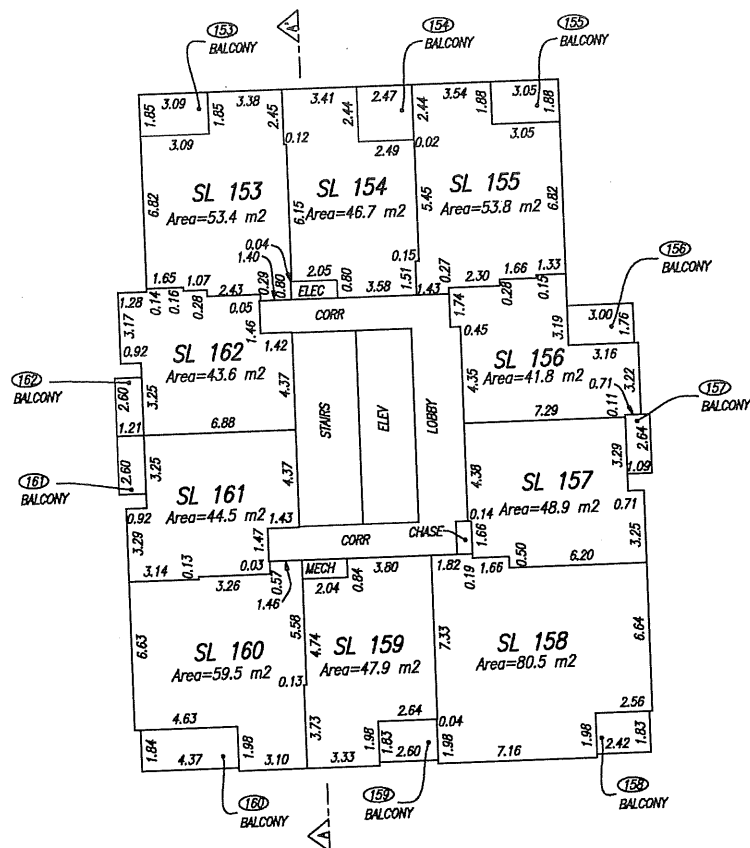 153 BALCONY
'A'
154 BALCONY
155 BALCONY
1.85 3.09 1.85 3.38 2.45 3.41 2.44 2.47 2.44 3.54 1.88 3.05 1.88
3.09 0.12 2.49 0.02 3.05
6.82 SL 153 6.15 SL 154 5.45 SL 155 6.82
Area=53.4 m2 Area=46.7 m2 Area=53.8 m2
0.04 1.40 0.15 156 BALCONY
1.65 1.07 2.43 0.29 0.80 2.05 0.80 3.58 1.51 0.27 2.30 1.66 1.33
ELEC
1.28 0.14 0.16 0.28 0.05 1.43 0.28 0.15
3.17 1.46 CORR 1.74 3.19 3.00 1.76
0.92 1.42 0.45 3.16
SL 162 SL 156
Area=43.6 m2 Area=41.8 m2
162 BALCONY
2.60 3.25 4.37 4.35 0.71 3.22 157 BALCONY
1.21 6.88 7.29 0.11
STAIRS ELEV LOBBY
2.60 3.25 4.37 4.38 3.29 2.64
161 BALCONY
1.09
SL 161 SL 157
Area=44.5 m2 Area=48.9 m2
0.92 1.43 0.14 0.71
3.29 1.47 CORR CHASE 1.66 3.25
3.14 0.13 3.26 0.03 0.57 MECH 3.80 1.82 0.19 1.66 0.50 6.20
1.46 2.04 0.84
6.63 SL 160 5.58 4.74 SL 159 7.33 SL 158 6.64
Area=59.5 m2 Area=47.9 m2 Area=80.5 m2
0.13
4.63 2.64 0.04 2.56
1.84 4.37 1.98 3.10 3.73 3.33 1.98 1.83 2.60 1.98 7.16 1.98 2.42 1.83
160 BALCONY
'A'
159 BALCONY
158 BALCONY